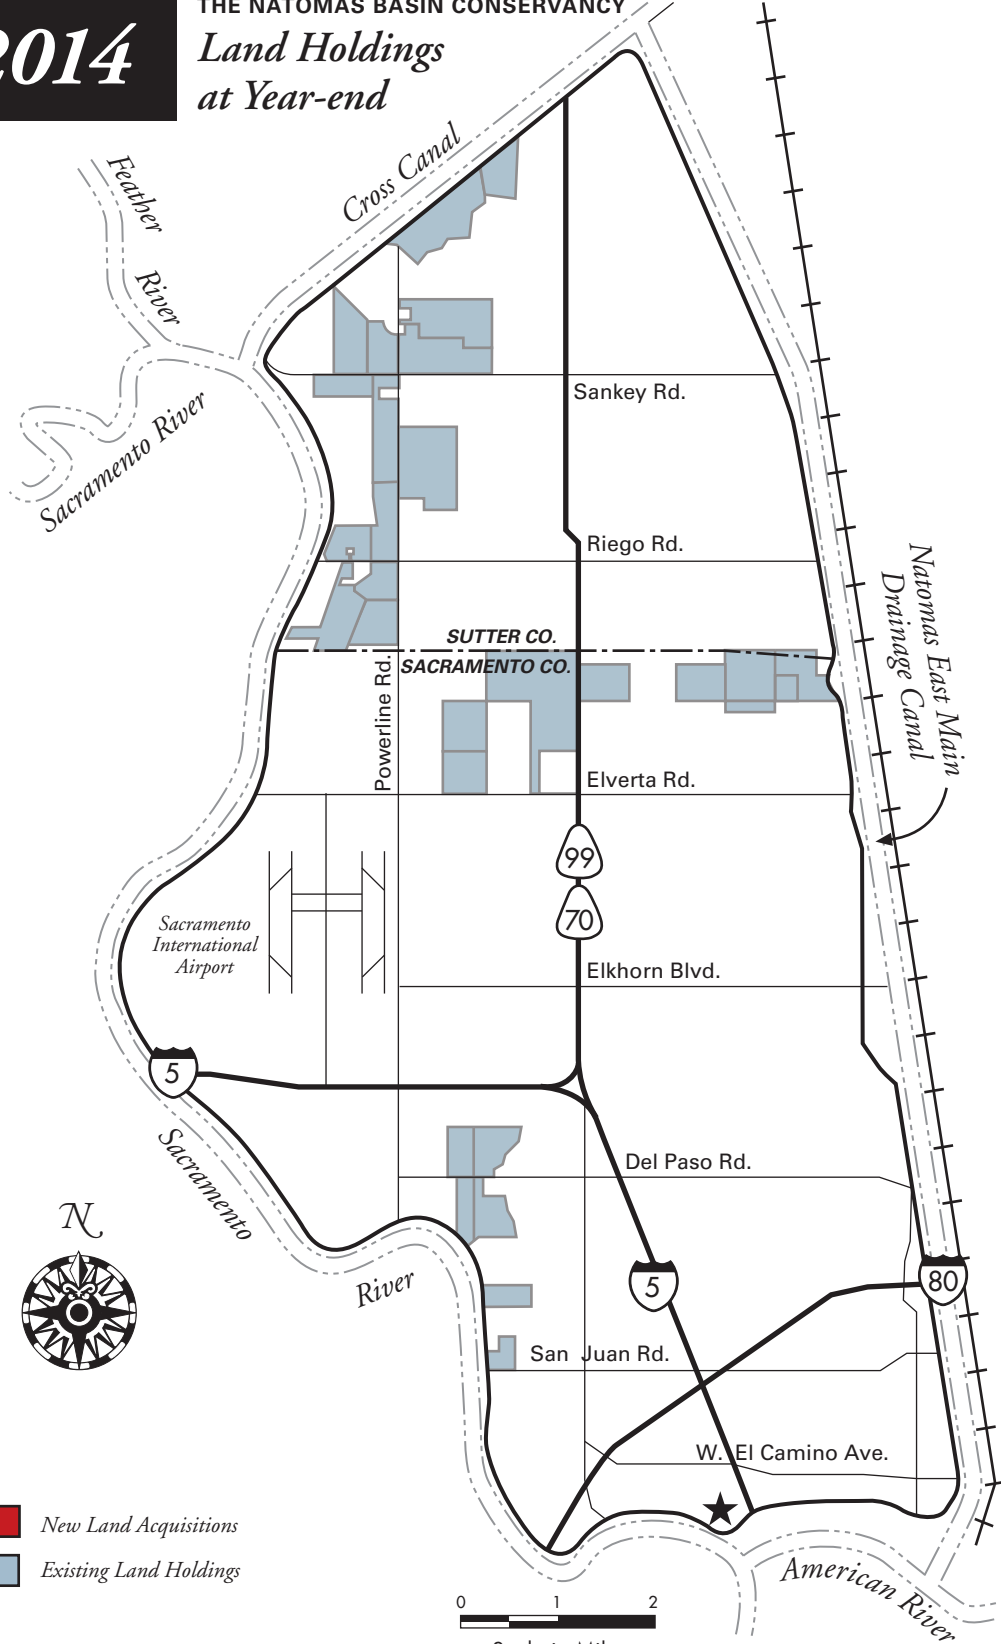 2014
THE NATOMAS BASIN CONSERVANCY
Land Holdings
at Year-end
Cross Canal
Feather
River
Sacramento River
Sankey Rd.
Riego Rd.
SUTTER CO.
SACRAMENTO CO.
Powerline Rd.
Natomas East Main
Drainage Canal
Elverta Rd.
99
70
Sacramento
International
Airport
Elkhorn Blvd.
5
Sacramento
River
Del Paso Rd.
N
5
80
San Juan Rd.
W. El Camino Ave.
New Land Acquisitions
Existing Land Holdings
American River
0 1 2